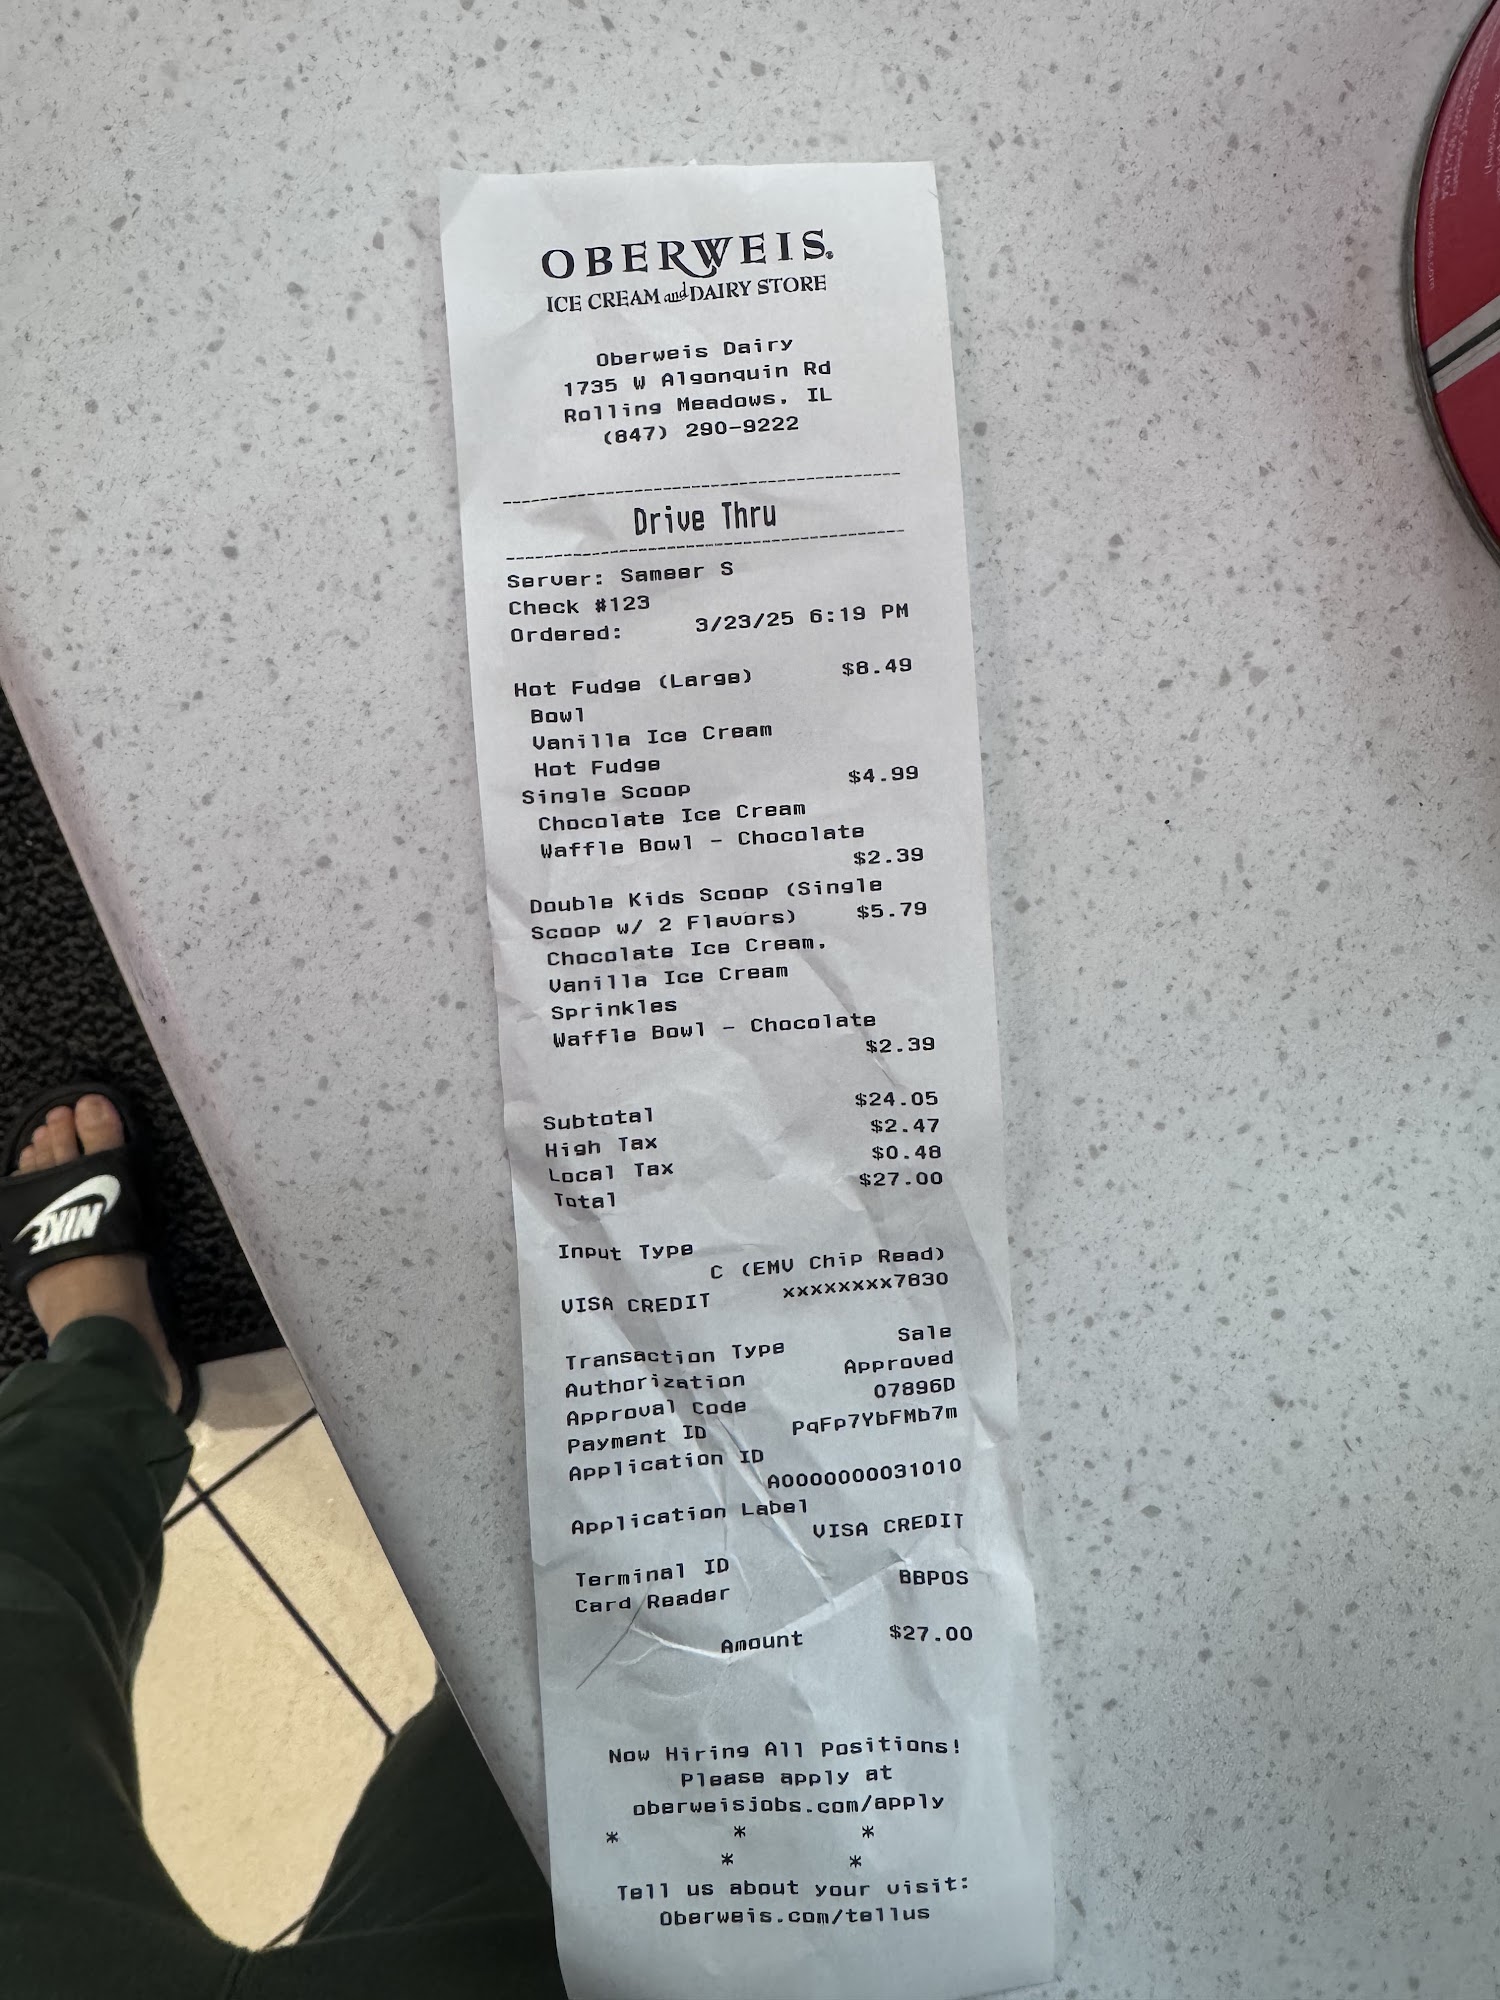 OBERWEIS.
ICE CREAM and DAIRY STORE
Oberweis Dairy
1735 W Algonquin Rd
Rolling Meadows, IL
(847) 290-9222
Drive Thru
Server: Sameer S
Check #123
Ordered: 3/23/25 6:19 PM
Hot Fudge (Large) $8.49
Bowl
Vanilla Ice Cream
Hot Fudge
Single Scoop $4.99
Chocolate Ice Cream
Waffle Bowl - Chocolate
$2.39
Double Kids Scoop (Single
Scoop w/ 2 Flavors) $5.79
Chocolate Ice Cream,
Vanilla Ice Cream
Sprinkles
Waffle Bowl - Chocolate
$2.39
Subtotal $24.05
High Tax $2.47
Local Tax $0.48
Total $27.00
Input Type
C (EMV Chip Read)
VISA CREDIT xxxxxxxx7830
Transaction Type Sale
Authorization Approved
Approval Code 07896D
Payment ID PqFp7YbFMb7m
Application ID
A0000000031010
Application Label
VISA CREDIT
Terminal ID
Card Reader BBPOS
Amount $27.00
Now Hiring All Positions!
Please apply at
oberweisjobs.com/apply
* * *
* *
Tell us about your visit:
Oberweis.com/tellus
NIKE